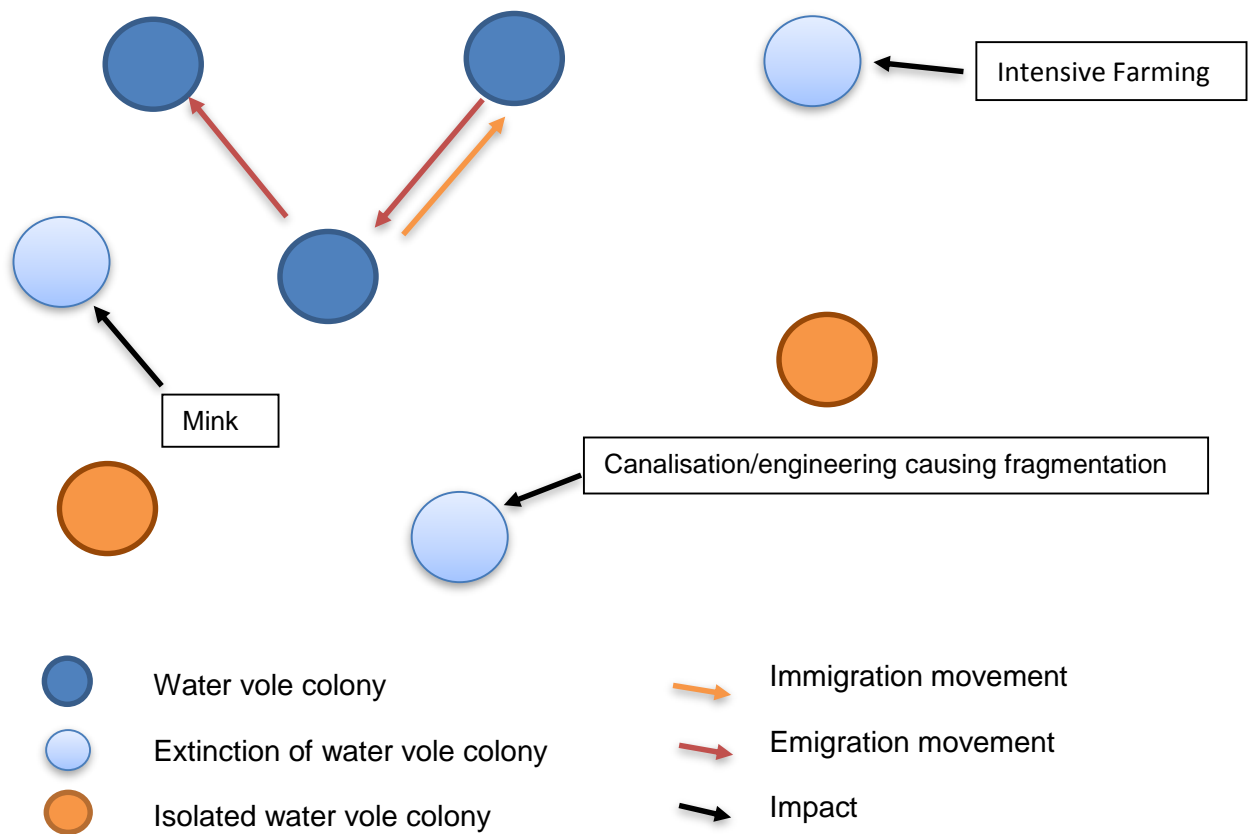 Intensive Farming
Mink
Canalisation/engineering causing fragmentation
Water vole colony
Immigration movement
Extinction of water vole colony
Emigration movement
Isolated water vole colony
Impact